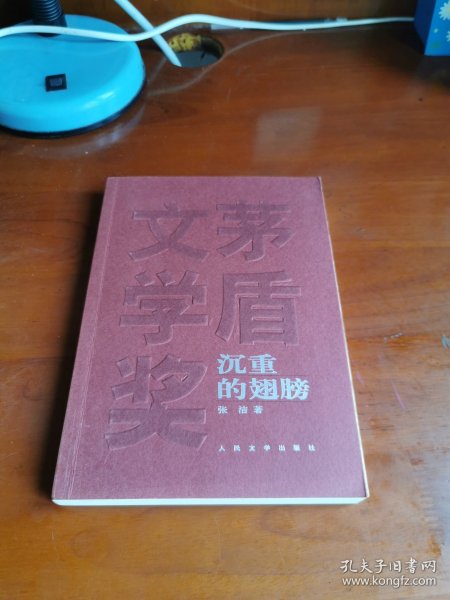 茅盾
文学奖
沉重
的翅膀
张 洁 著
人民文学出版社
孔夫子旧书网
www.kongfz.com